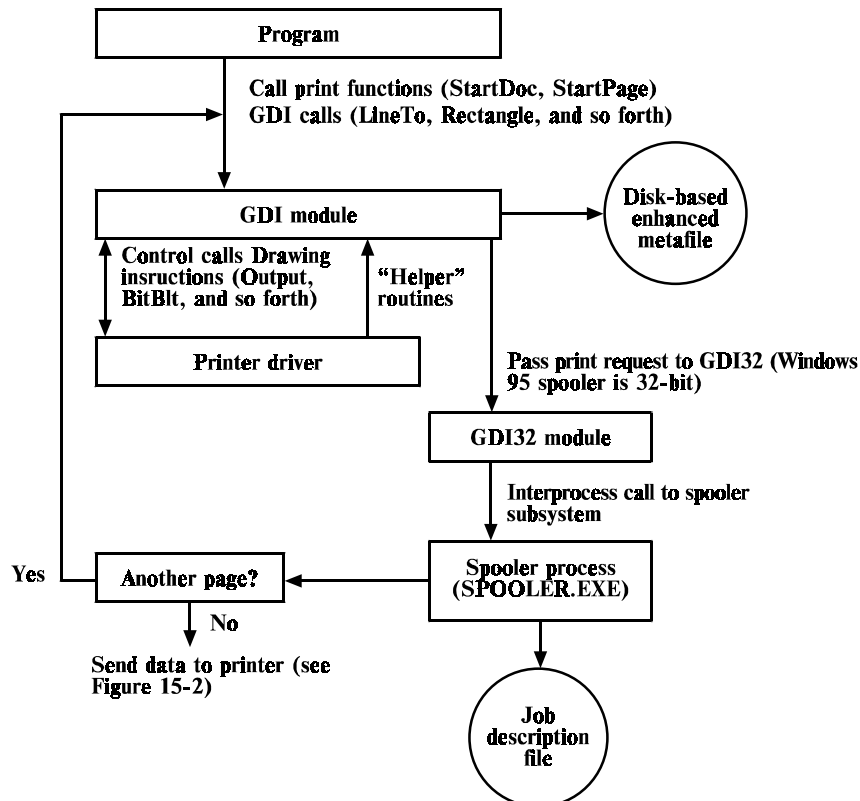 Program
Call print functions (StartDoc, StartPage)
GDI calls (LineTo, Rectangle, and so forth)
GDI module
Disk-based
enhanced
metafile
Control calls Drawing
insructions (Output,
BitBlt, and so forth)
“Helper”
routines
Printer driver
Pass print request to GDI32 (Windows
95 spooler is 32-bit)
GDI32 module
Interprocess call to spooler
subsystem
Yes
Another page?
Spooler process
(SPOOLER.EXE)
No
Send data to printer (see
Figure 15-2)
Job
description
file